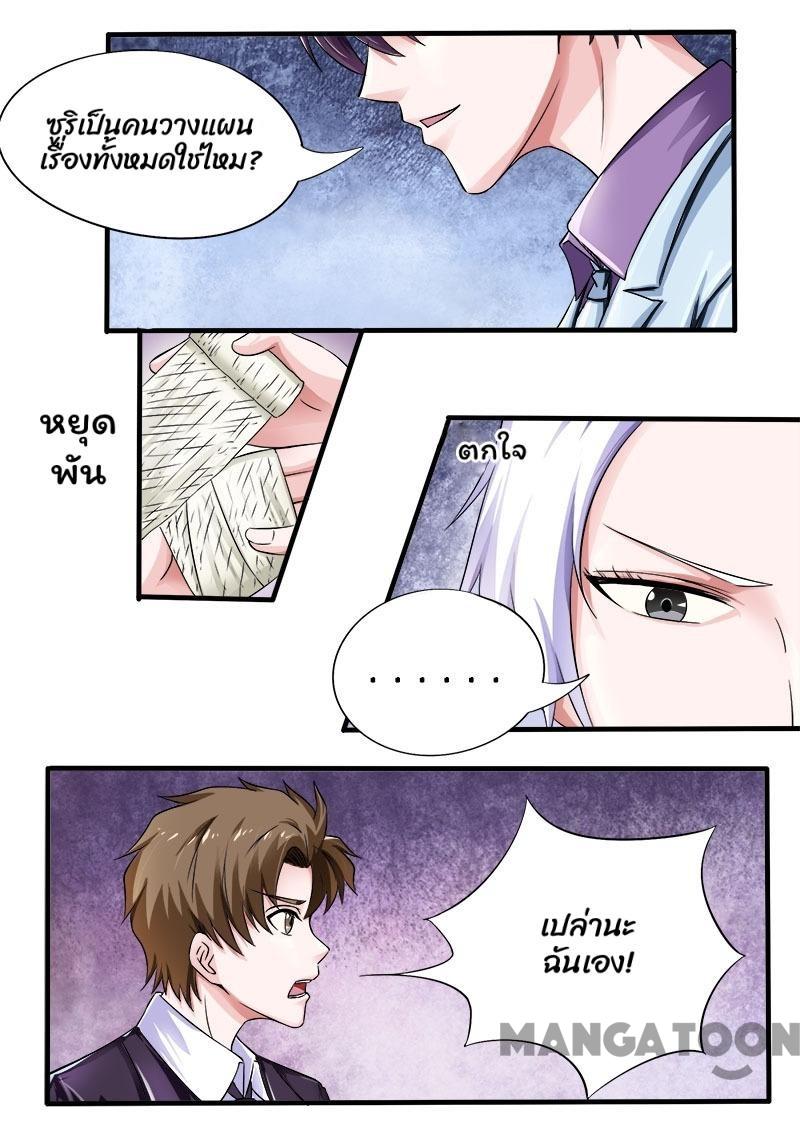 ซูริเป็นคนวางแผน
เรื่องทั้งหมดใช่ไหม?
หยุด
พัน
ตกใจ
......
เปล่านะ
ฉันเอง!
MANGATOON